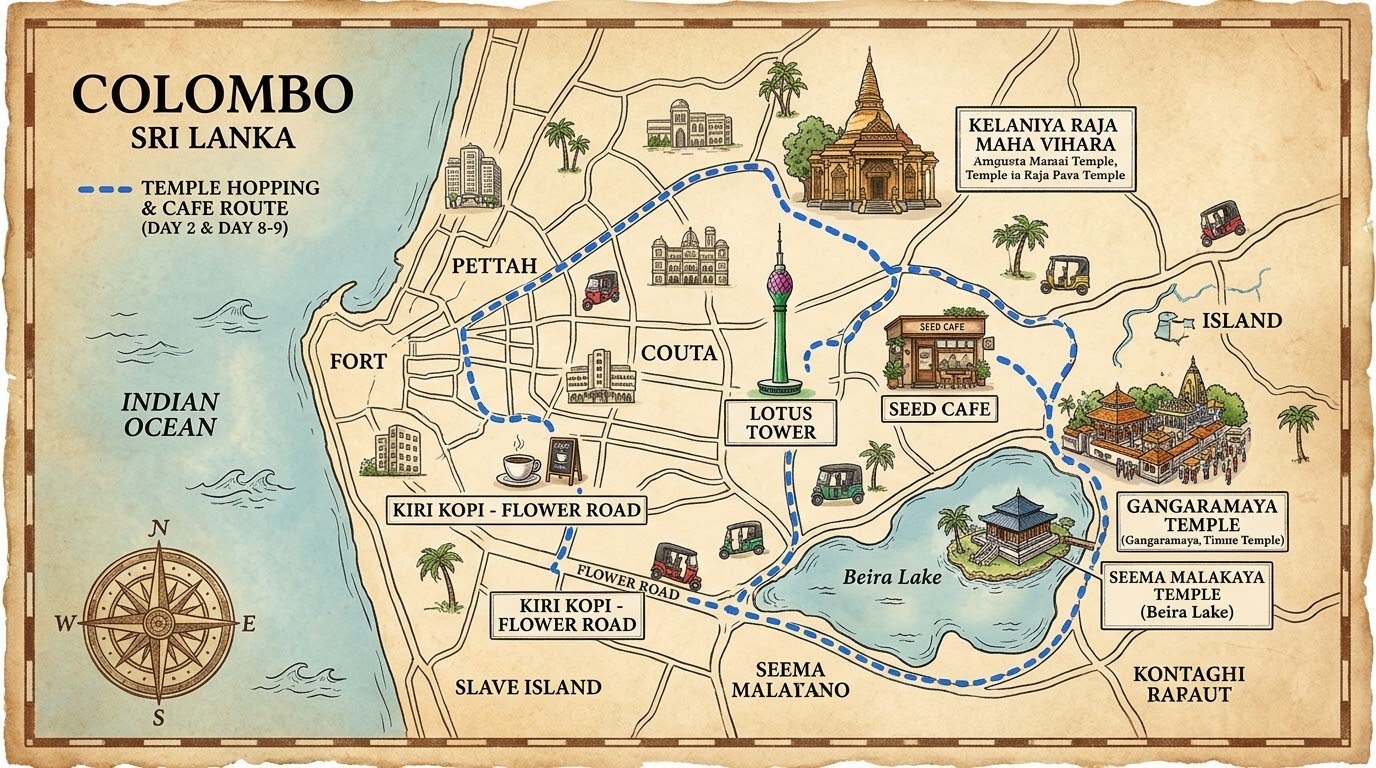 COLOMBO
SRI LANKA
TEMPLE HOPPING
& CAFE ROUTE
(DAY 2 & DAY 8-9)
KELANIYA RAJA
MAHA VIHARA
Amgusta Maraai Temple,
Temple ia Raja Pava Temple
PETTAH
FORT
COUTA
ISLAND
INDIAN
OCEAN
SEED CAFE
SEED CAFE
LOTUS
TOWER
KIRI KOPI - FLOWER ROAD
GANGARAMAYA
TEMPLE
(Gangaramaya, Timue Temple)
Beira Lake
FLOWER ROAD
SEEMA MALAKAYA
TEMPLE
(Beira Lake)
KIRI KOPI -
FLOWER ROAD
SLAVE ISLAND
SEEMA
MALATANO
KONTAGHI
RAPAUT
N
W
E
S